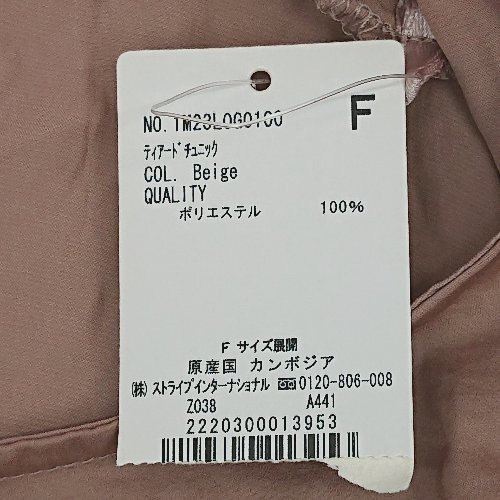 NO. TM23L0G0100 F
ティアードチュニック
COL. Beige
QUALITY
ポリエステル 100%
F サイズ展開
原産国 カンボジア
(株) ストライプインターナショナル 0120-806-008
Z038 A441
2220300013953